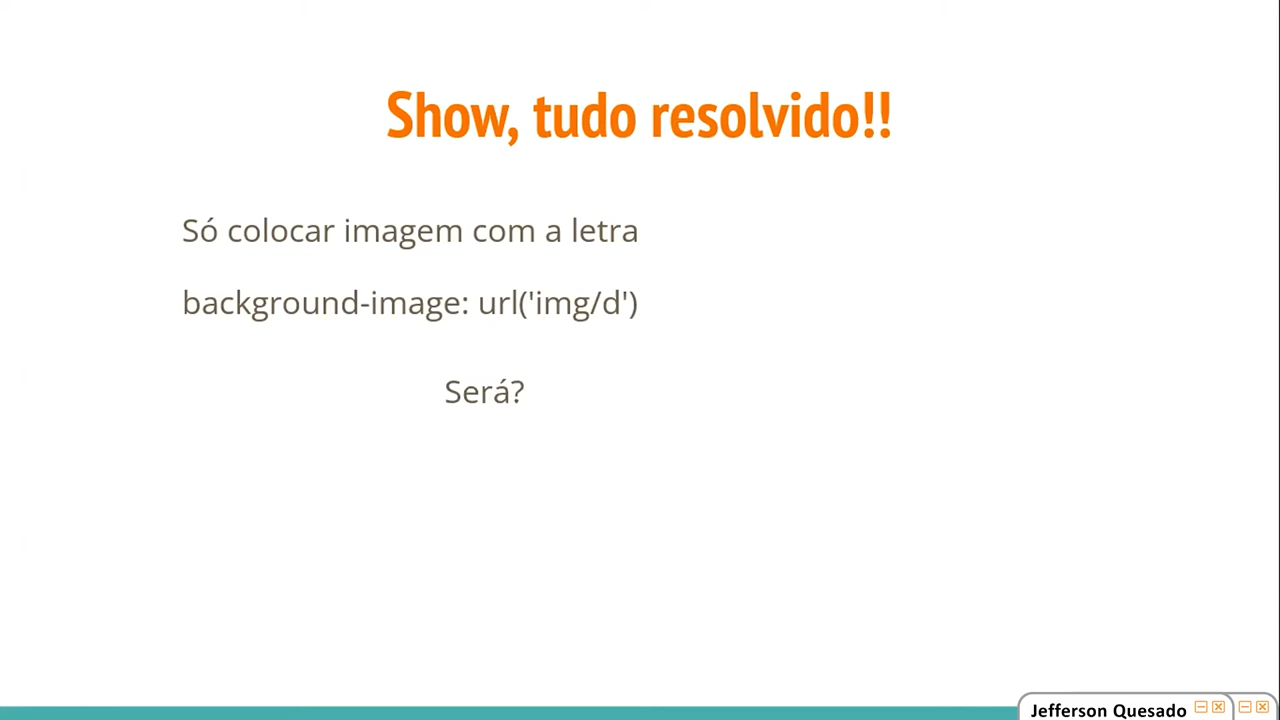 Show, tudo resolvido!!
Só colocar imagem com a letra
background-image: url('img/d')
Será?
Jefferson Quesado